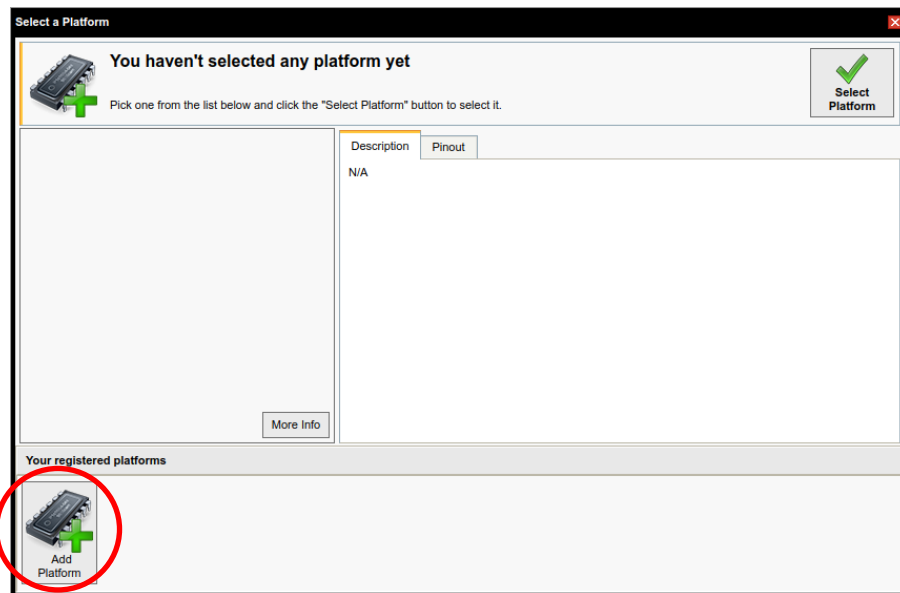 Select a Platform
You haven't selected any platform yet
Pick one from the list below and click the "Select Platform" button to select it.
Select
Platform
Description
Pinout
N/A
More Info
Your registered platforms
Add
Platform